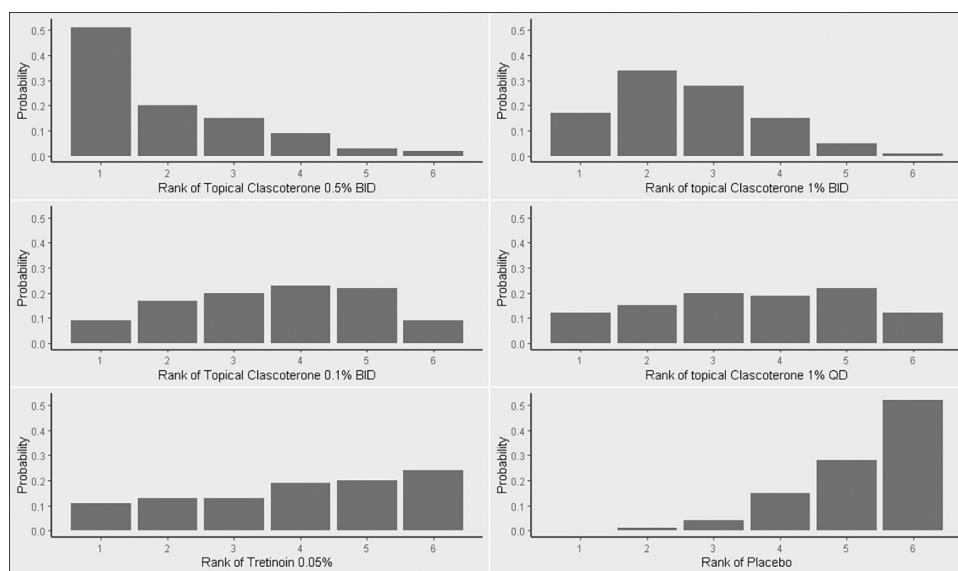 0.5
0.4
0.3
0.2
0.1
0.0
Probability
1 2 3 4 5 6
Rank of Topical Clascoterone 0.5% BID
0.5
0.4
0.3
0.2
0.1
0.0
Probability
1 2 3 4 5 6
Rank of topical Clascoterone 1% BID
0.5
0.4
0.3
0.2
0.1
0.0
Probability
1 2 3 4 5 6
Rank of Topical Clascoterone 0.1% BID
0.5
0.4
0.3
0.2
0.1
0.0
Probability
1 2 3 4 5 6
Rank of topical Clascoterone 1% QD
0.5
0.4
0.3
0.2
0.1
0.0
Probability
1 2 3 4 5 6
Rank of Tretinoin 0.05%
0.5
0.4
0.3
0.2
0.1
0.0
Probability
1 2 3 4 5 6
Rank of Placebo